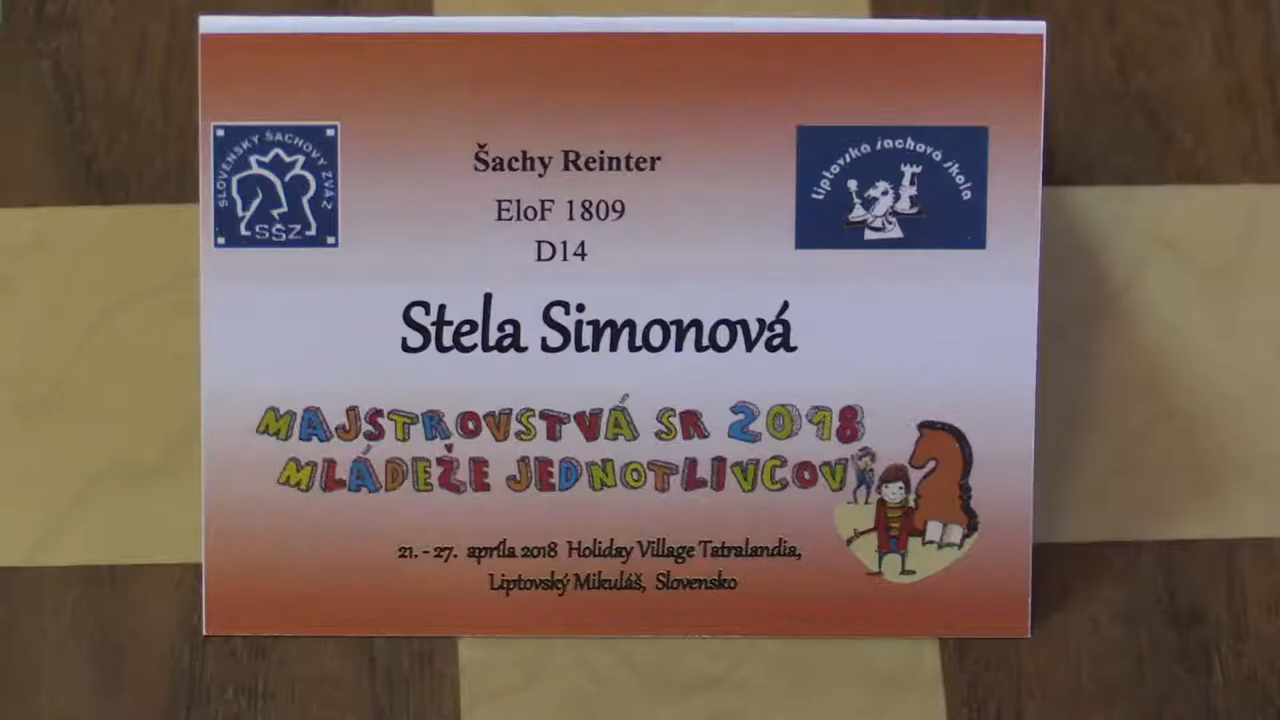 SLOVENSKÝ ŠACHOVÝ ZVÄZ
SŠZ
Šachy Reinter
EloF 1809
D14
Liptovská šachová škola
Stela Simonová
MAJSTROVSTVÁ SR 2018
MLÁDEŽE JEDNOTLIVCOV
21. - 27. apríla 2018 Holiday Village Tatralandia,
Liptovský Mikuláš, Slovensko